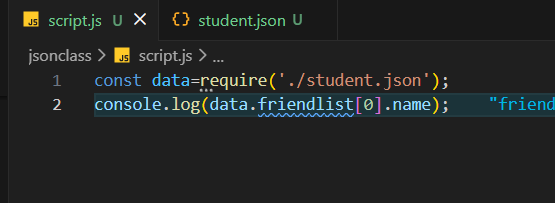 JS script.js U × {} student.json U
jsonclass > JS script.js > ...
1 const data=require('./student.json');
2 console.log(data.friendlist[0].name); "friend